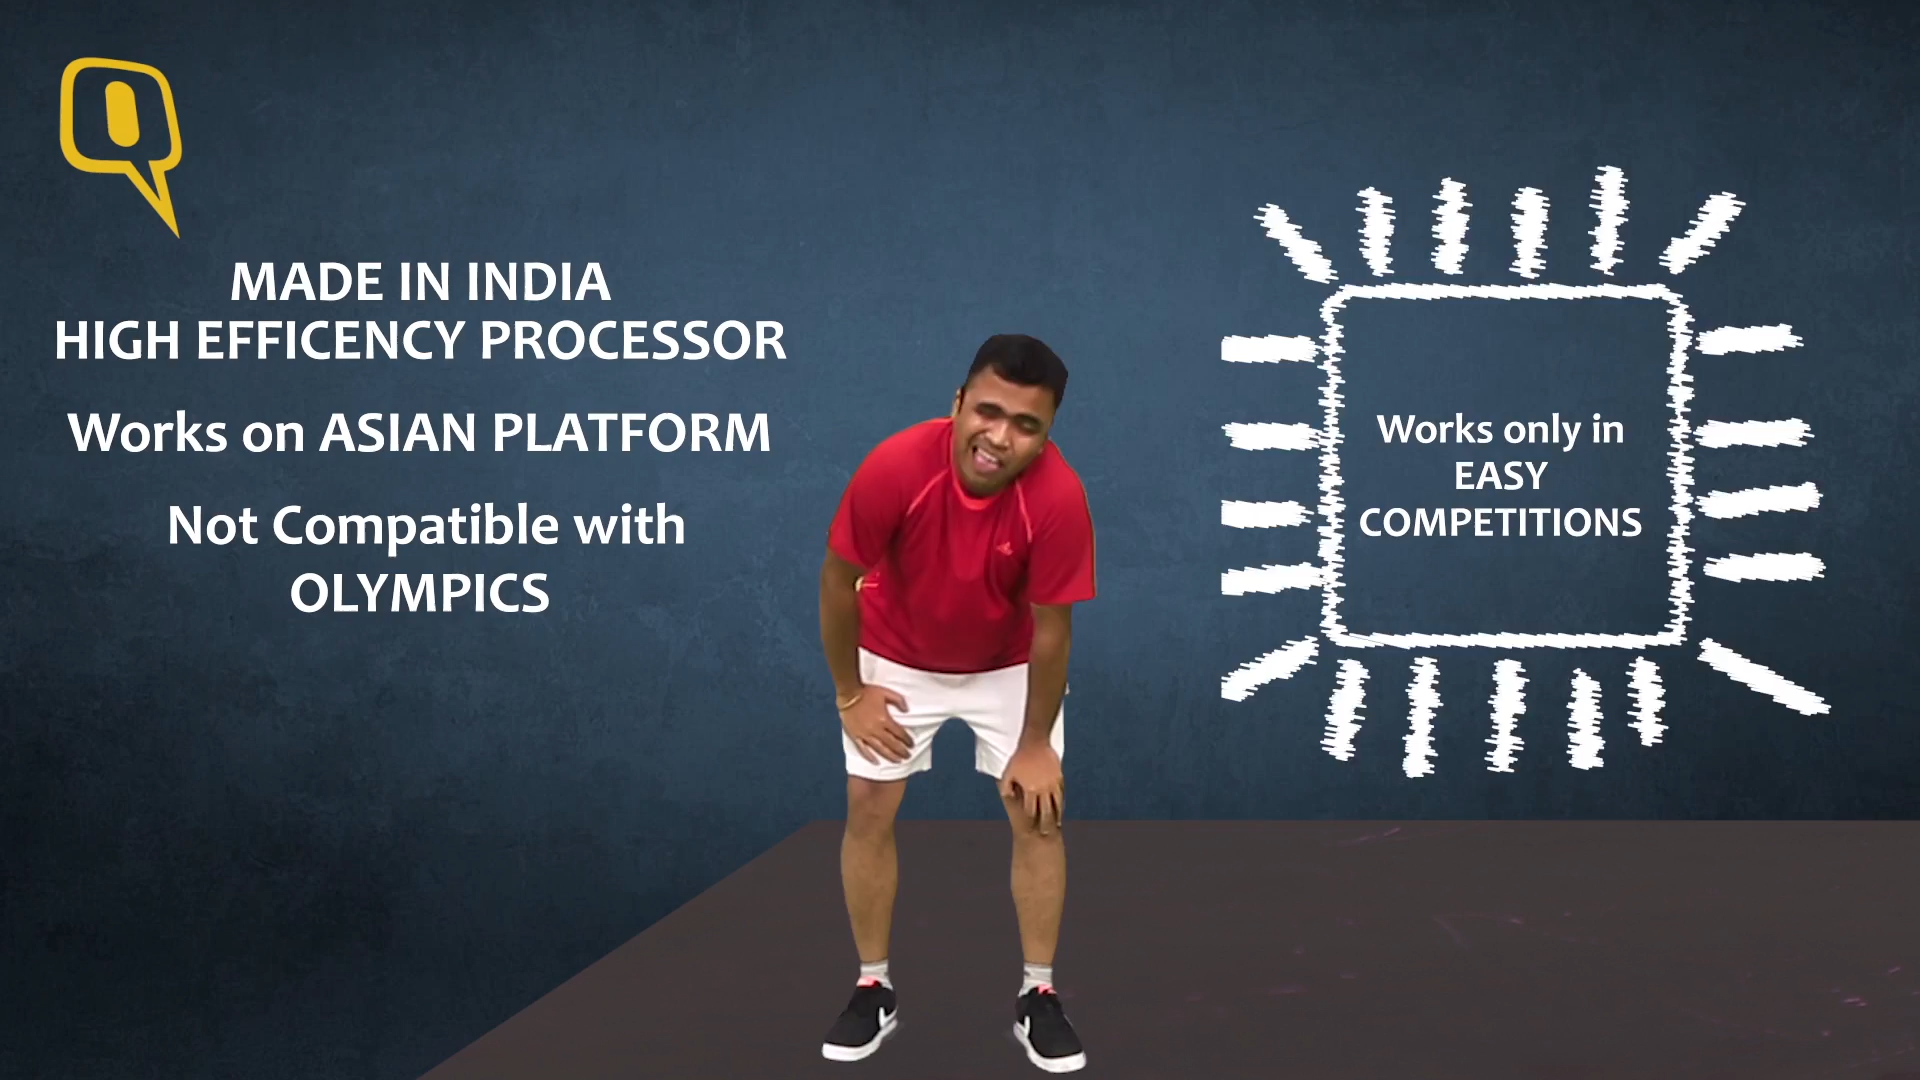 MADE IN INDIA
HIGH EFFICENCY PROCESSOR
Works on ASIAN PLATFORM
Not Compatible with
OLYMPICS
Works only in
EASY
COMPETITIONS